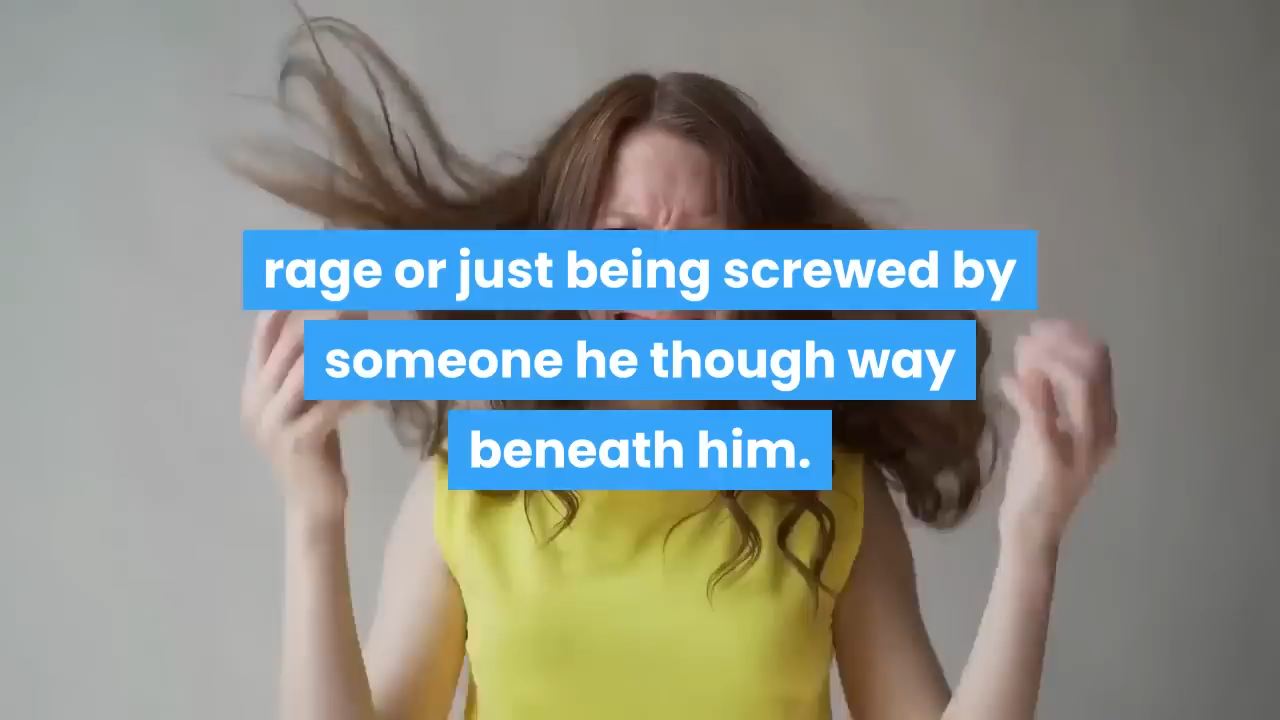 rage or just being screwed by
someone he though way
beneath him.